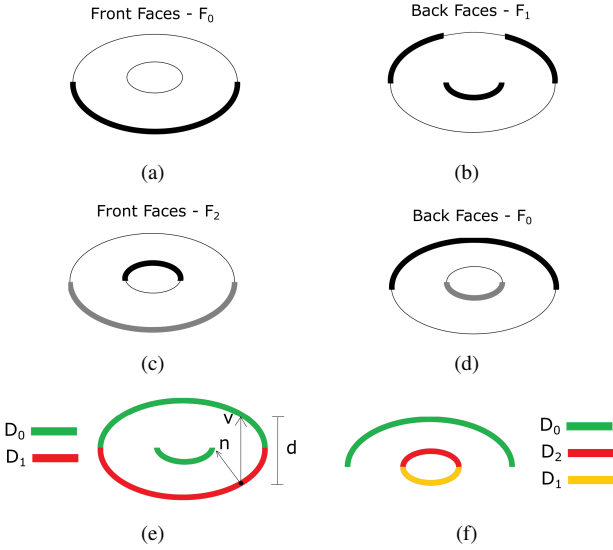 Front Faces - F₀
Back Faces - F₁
(a)
(b)
Front Faces - F₂
Back Faces - F₀
(c)
(d)
D₀
D₁
v
n
d
D₀
D₂
D₁
(e)
(f)